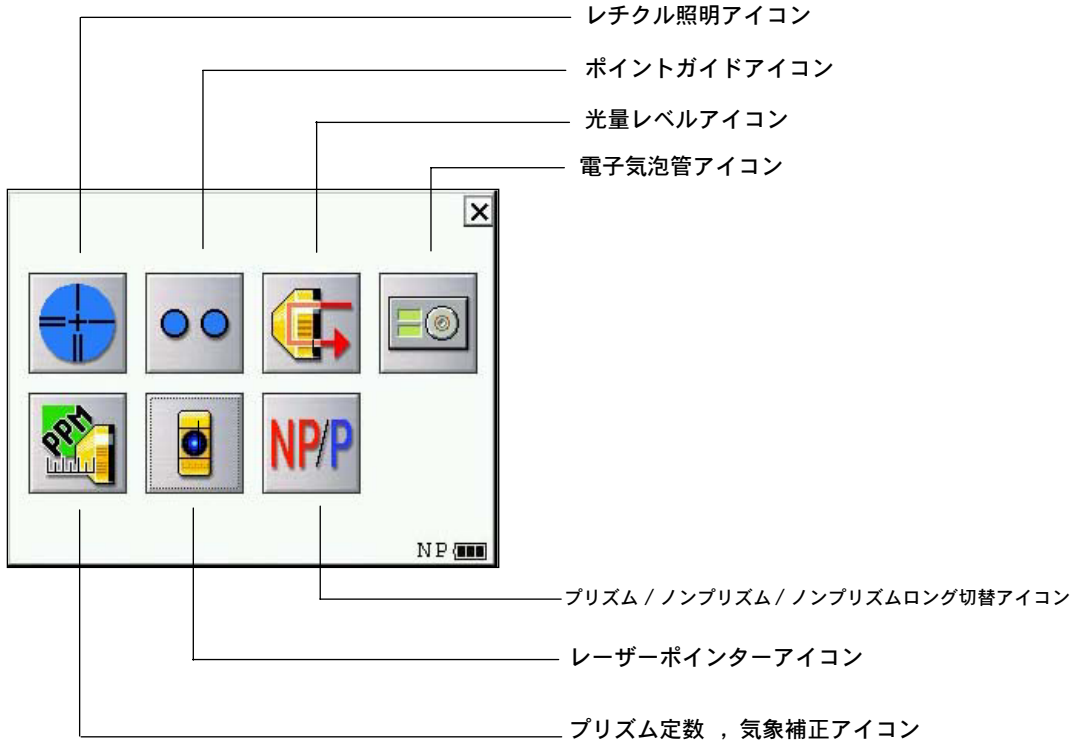 レチクル照明アイコン
ポイントガイドアイコン
光量レベルアイコン
電子気泡管アイコン
PPM
NP/P
NP
プリズム / ノンプリズム / ノンプリズムロング切替アイコン
レーザーポインターアイコン
プリズム定数 , 気象補正アイコン